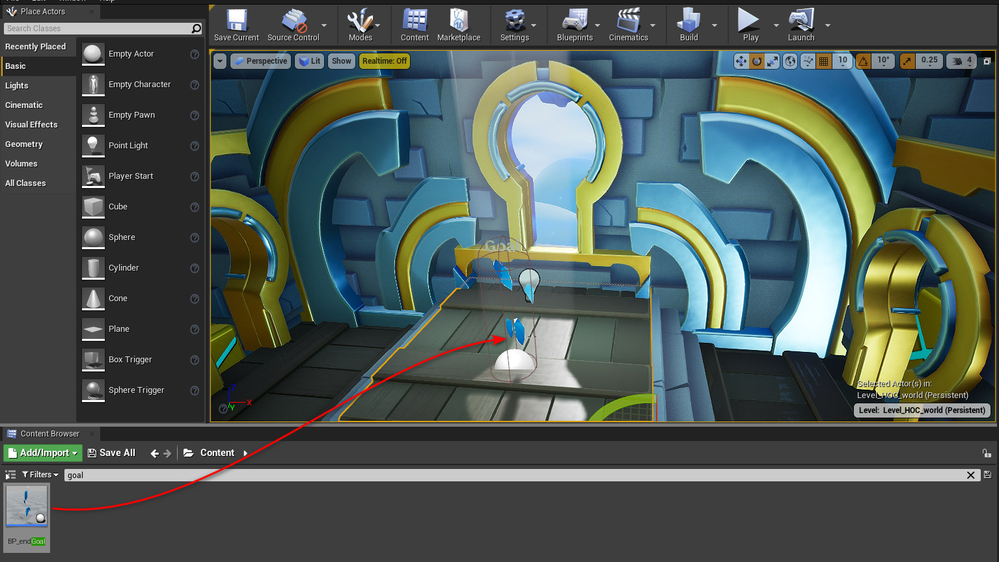 Place Actors
Search Classes
Recently Placed
Basic
Lights
Cinematic
Visual Effects
Geometry
Volumes
All Classes
Empty Actor
Empty Character
Empty Pawn
Point Light
Player Start
Cube
Sphere
Cylinder
Cone
Plane
Box Trigger
Sphere Trigger
Save Current
Source Control
Modes
Content
Marketplace
Settings
Blueprints
Cinematics
Build
Play
Launch
Perspective
Lit
Show
Realtime: Off
10
10°
0.25
4
Goal
Z
X
Y
Selected Actor(s) in:
Level_HOC_world (Persistent)
Level: Level_HOC_world (Persistent)
Content Browser
Add/Import
Save All
Content
Filters
goal
BP_endGoal